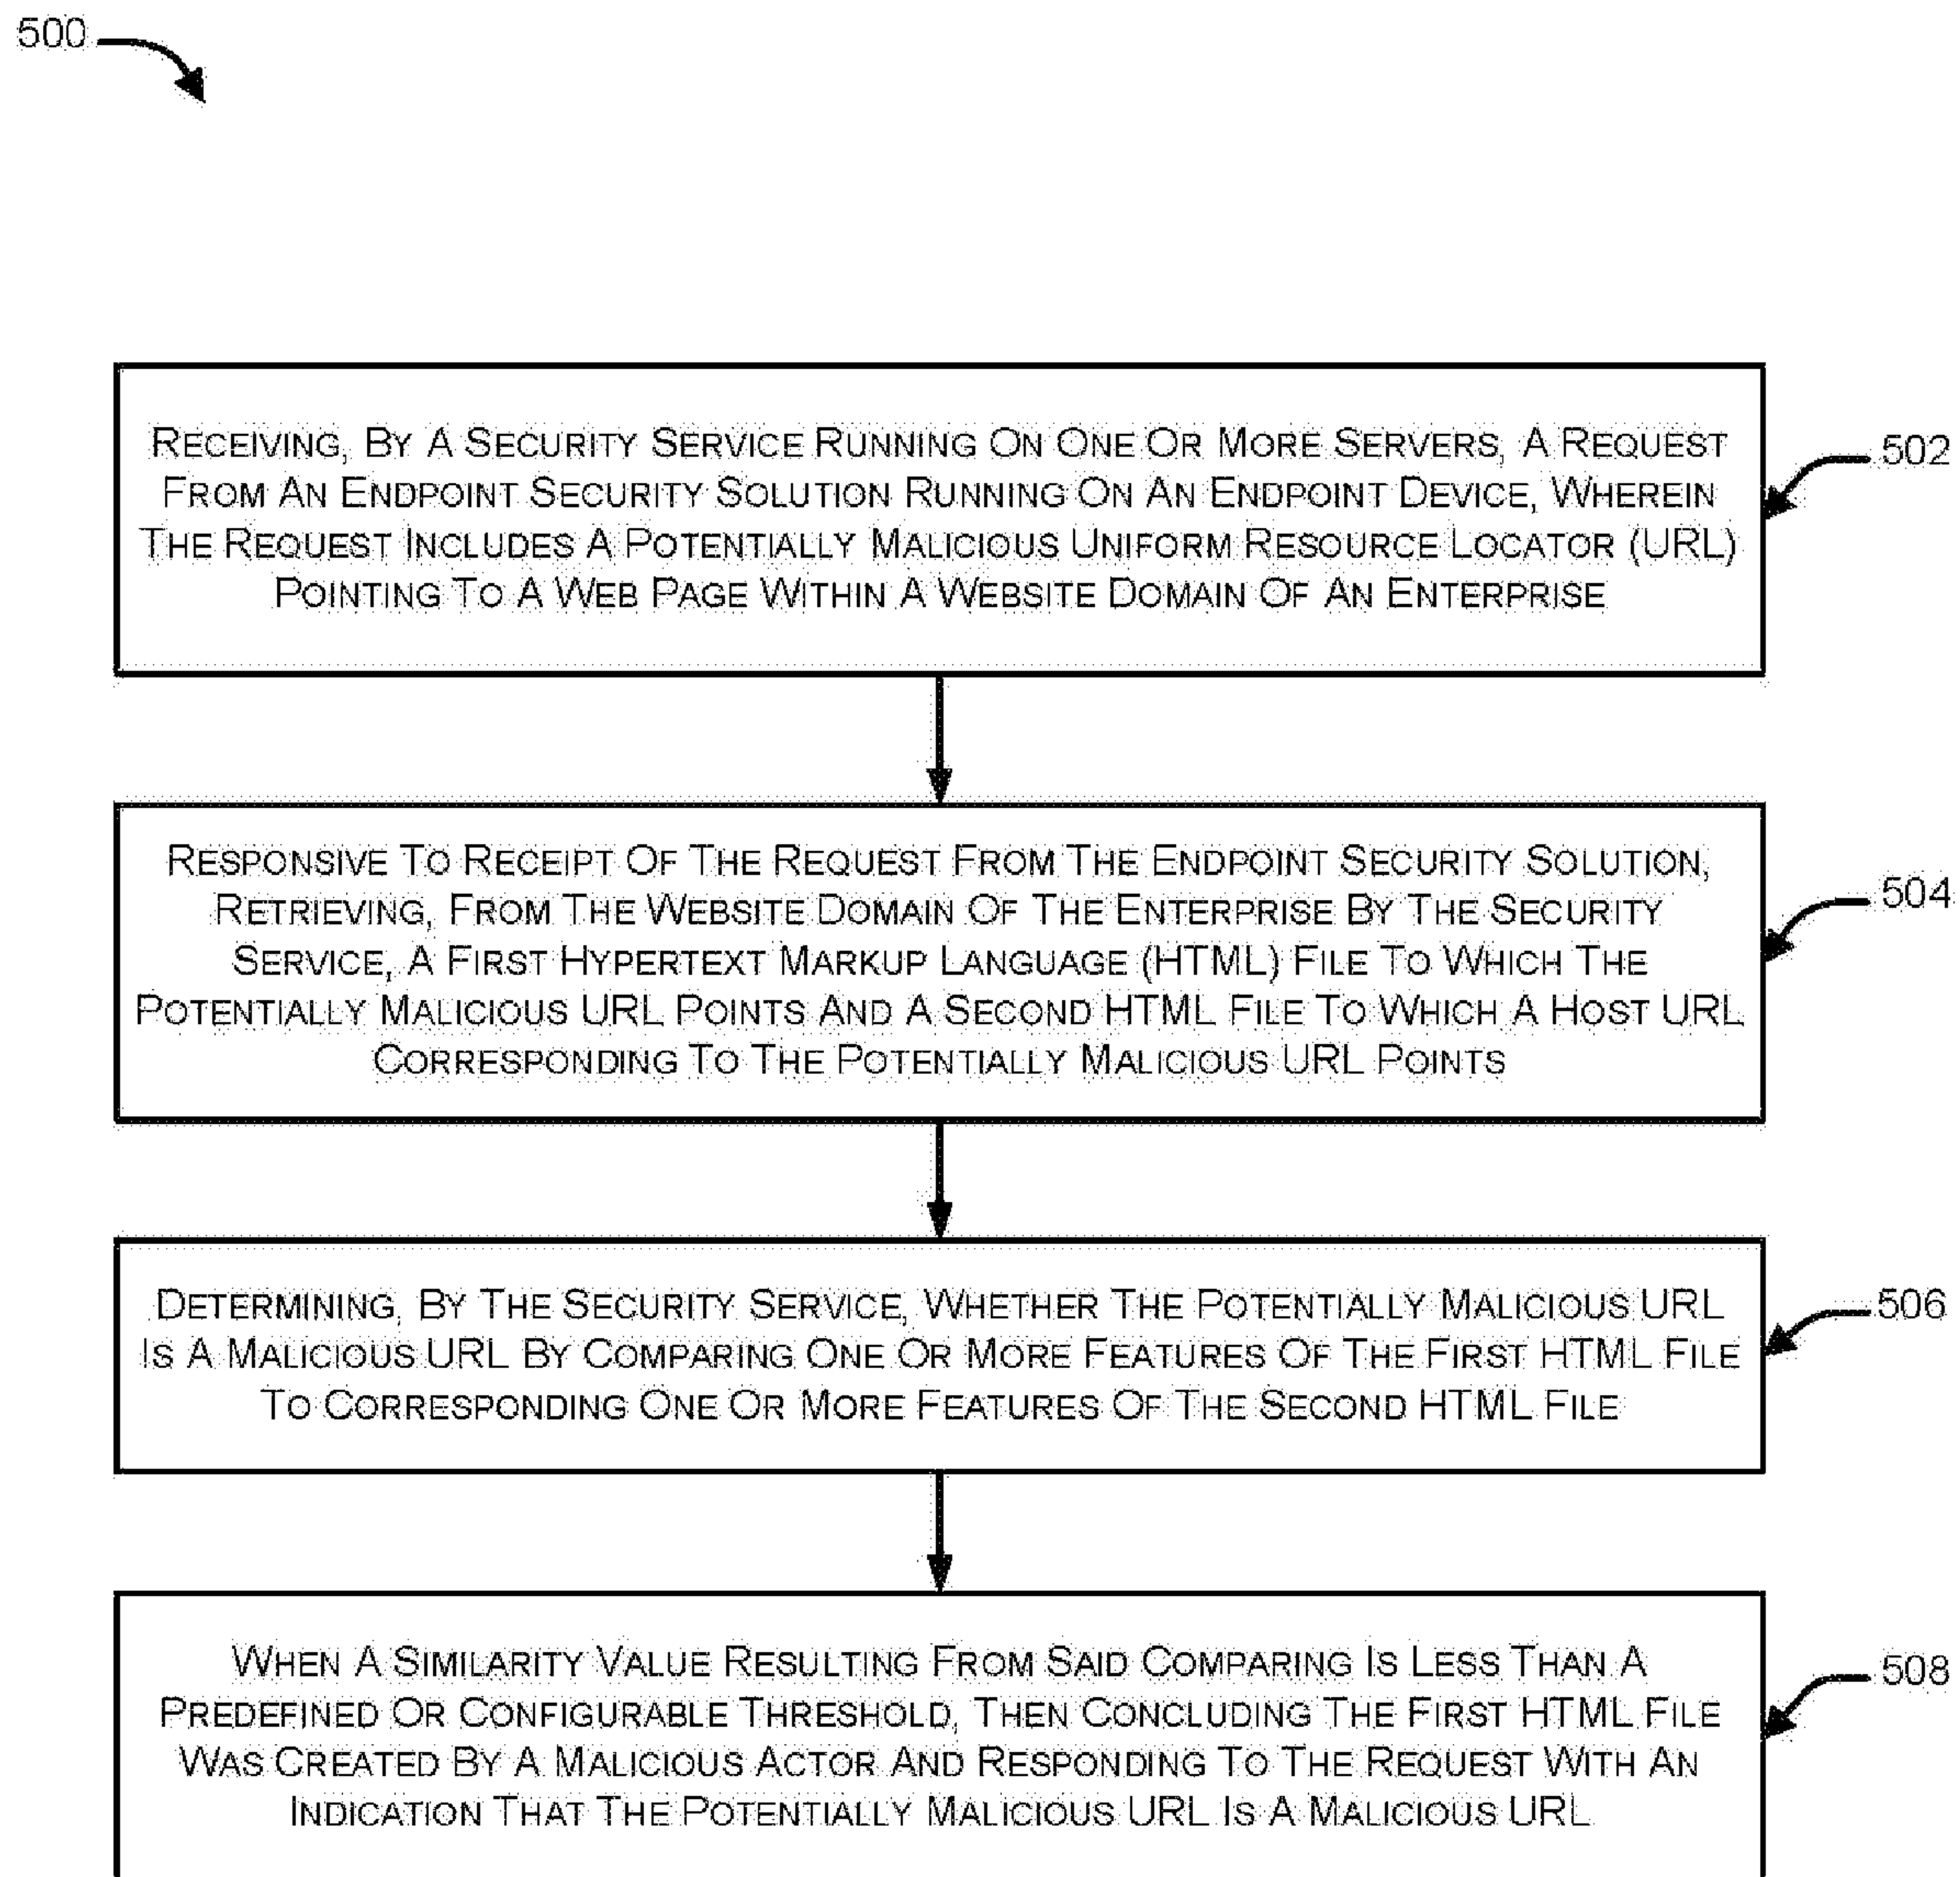 500
RECEIVING, BY A SECURITY SERVICE RUNNING ON ONE OR MORE SERVERS, A REQUEST
FROM AN ENDPOINT SECURITY SOLUTION RUNNING ON AN ENDPOINT DEVICE, WHEREIN
THE REQUEST INCLUDES A POTENTIALLY MALICIOUS UNIFORM RESOURCE LOCATOR (URL)
POINTING TO A WEB PAGE WITHIN A WEBSITE DOMAIN OF AN ENTERPRISE
502
RESPONSIVE TO RECEIPT OF THE REQUEST FROM THE ENDPOINT SECURITY SOLUTION,
RETRIEVING, FROM THE WEBSITE DOMAIN OF THE ENTERPRISE BY THE SECURITY
SERVICE, A FIRST HYPERTEXT MARKUP LANGUAGE (HTML) FILE TO WHICH THE
POTENTIALLY MALICIOUS URL POINTS AND A SECOND HTML FILE TO WHICH A HOST URL
CORRESPONDING TO THE POTENTIALLY MALICIOUS URL POINTS
504
DETERMINING, BY THE SECURITY SERVICE, WHETHER THE POTENTIALLY MALICIOUS URL
IS A MALICIOUS URL BY COMPARING ONE OR MORE FEATURES OF THE FIRST HTML FILE
TO CORRESPONDING ONE OR MORE FEATURES OF THE SECOND HTML FILE
506
WHEN A SIMILARITY VALUE RESULTING FROM SAID COMPARING IS LESS THAN A
PREDEFINED OR CONFIGURABLE THRESHOLD, THEN CONCLUDING THE FIRST HTML FILE
WAS CREATED BY A MALICIOUS ACTOR AND RESPONDING TO THE REQUEST WITH AN
INDICATION THAT THE POTENTIALLY MALICIOUS URL IS A MALICIOUS URL
508